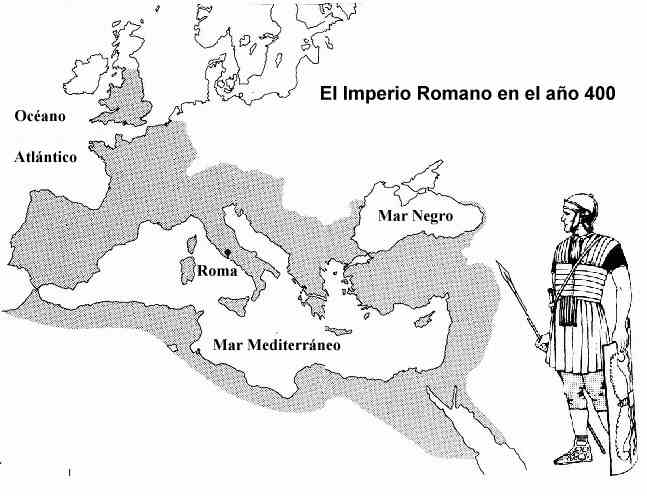 El Imperio Romano en el año 400
Océano
Atlántico
Mar Negro
Roma
Mar Mediterráneo